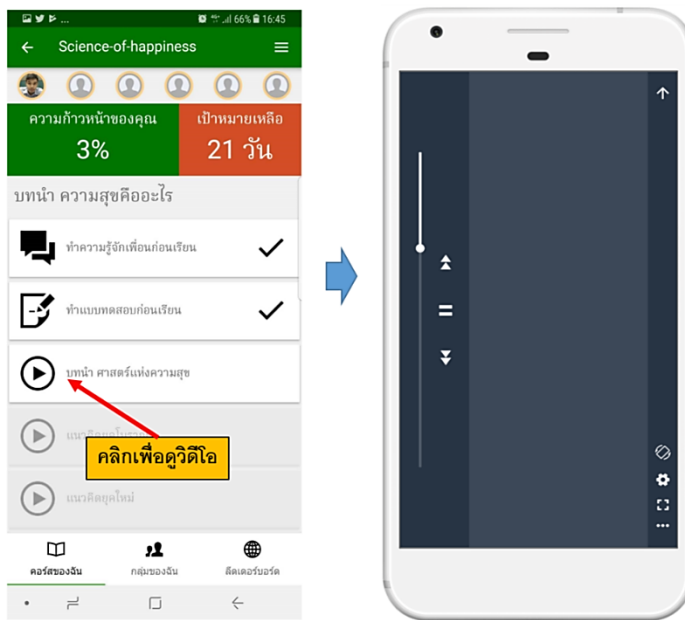 ... 66% 16:45
Science-of-happiness
ความก้าวหน้าของคุณ
3%
เป้าหมายเหลือ
21 วัน
บทนำ ความสุขคืออะไร
ทำความรู้จักเพื่อนก่อนเรียน
ทำแบบทดสอบก่อนเรียน
บทนำ ศาสตร์แห่งความสุข
คลิกเพื่อดูวิดีโอ
แนวคิดยุคใหม่
คอร์สของฉัน
กลุ่มของฉัน
ลีดเดอร์บอร์ด